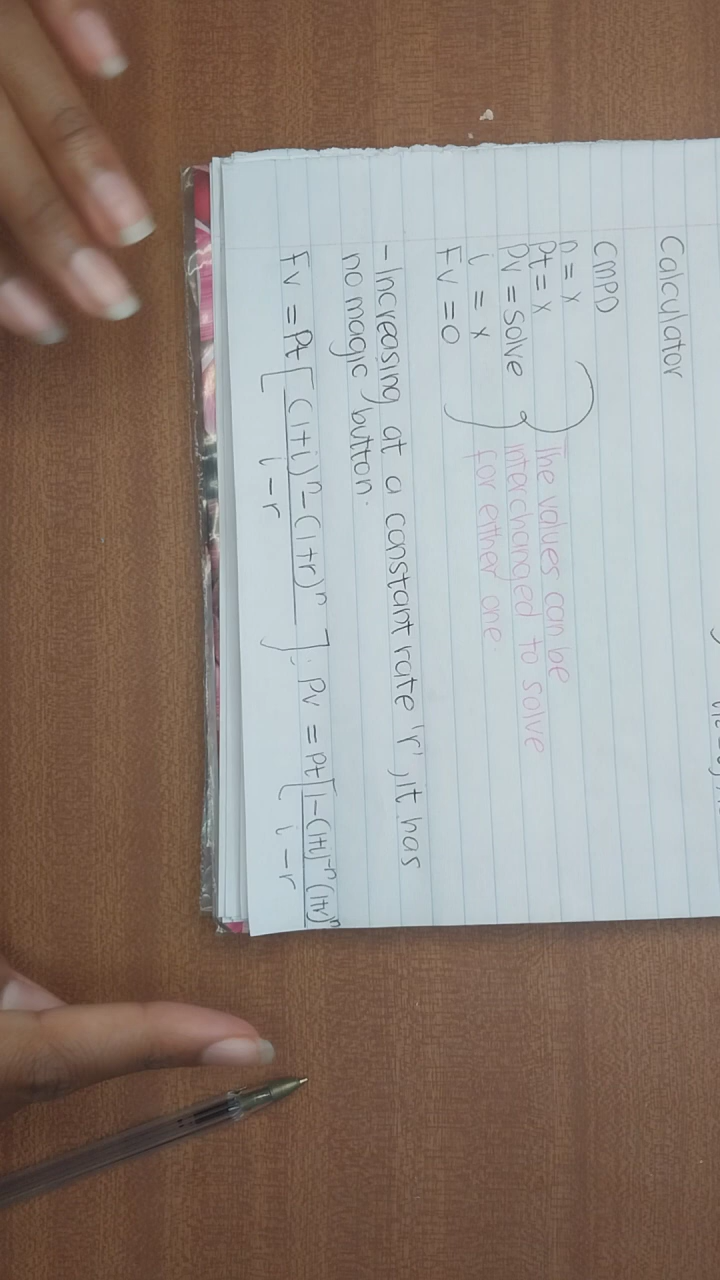 Calculator
CMPD
n = x
Pt = x
PV = Solve
i = x
FV = 0
The values can be
interchanged to solve
for either one.
- Increasing at a constant rate 'r', it has
no magic button.
FV = Pt [ (1+i)ⁿ - (1+r)ⁿ / i - r ] . PV = Pt [ 1-(1+i)⁻ⁿ (1+r)ⁿ / i - r